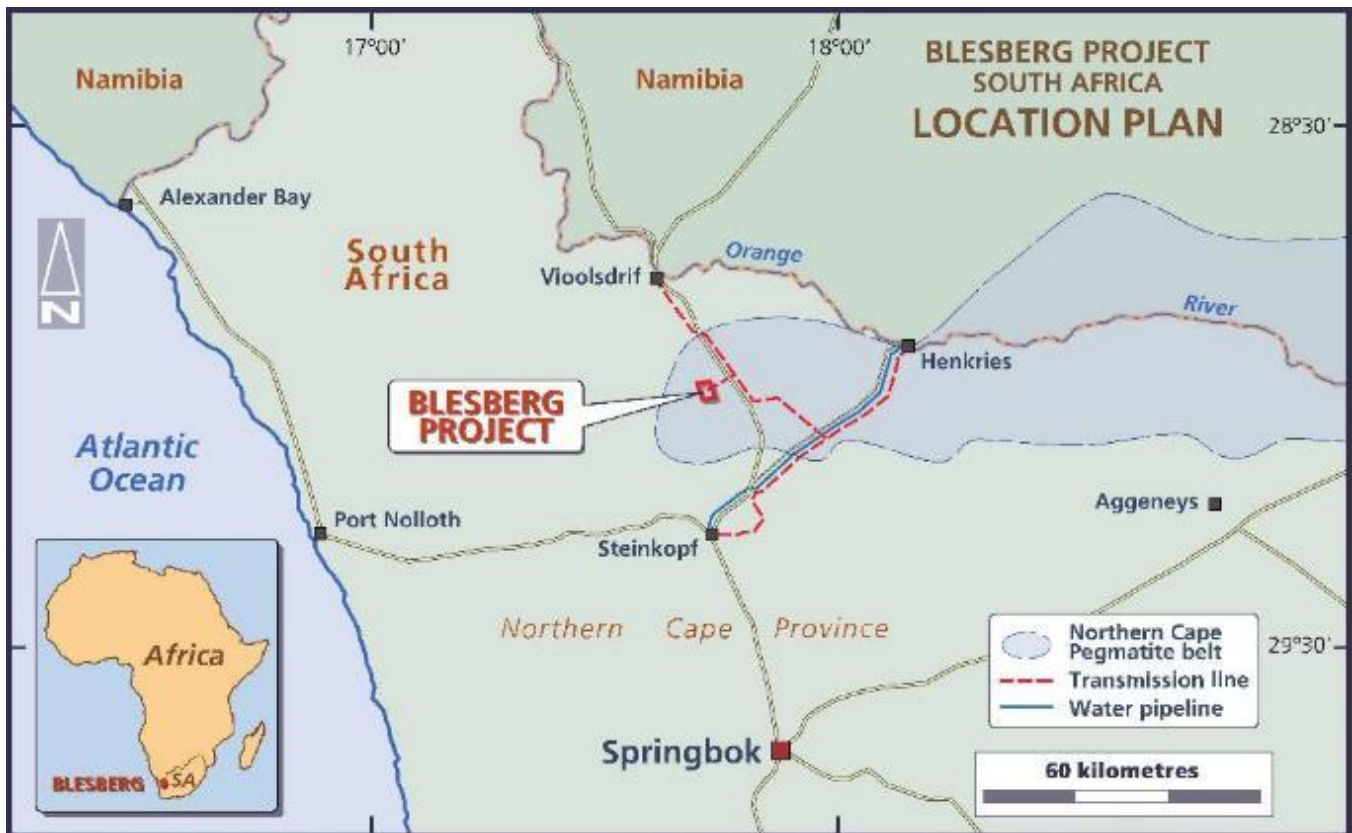 17°00'
18°00'
BLESBERG PROJECT
SOUTH AFRICA
LOCATION PLAN
Namibia
Namibia
28°30'
Alexander Bay
South
Africa
Vioolsdrif
Orange
River
N
Henkries
BLESBERG
PROJECT
Atlantic
Ocean
Aggeneys
Port Nolloth
Steinkopf
Northern Cape Province
Northern Cape
Pegmatite belt
Transmission line
Water pipeline
29°30'
Africa
SA
BLESBERG
Springbok
60 kilometres